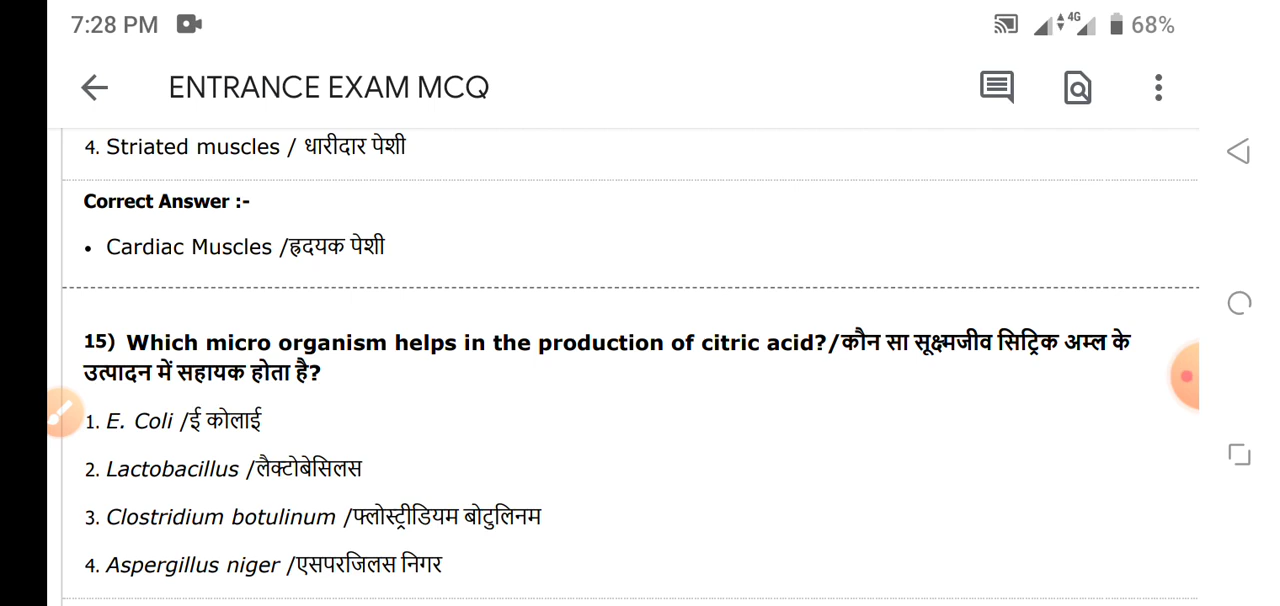 7:28 PM 4G 68%
ENTRANCE EXAM MCQ
4. Striated muscles / धारीदार पेशी
Correct Answer :-
• Cardiac Muscles /ह्रदयक पेशी
15) Which micro organism helps in the production of citric acid?/कौन सा सूक्ष्मजीव सिट्रिक अम्ल के
उत्पादन में सहायक होता है?
1. E. Coli /ई कोलाई
2. Lactobacillus /लैक्टोबेसिलस
3. Clostridium botulinum /फ्लोस्ट्रीडियम बोटुलिनम
4. Aspergillus niger /एसपरजिलस निगर